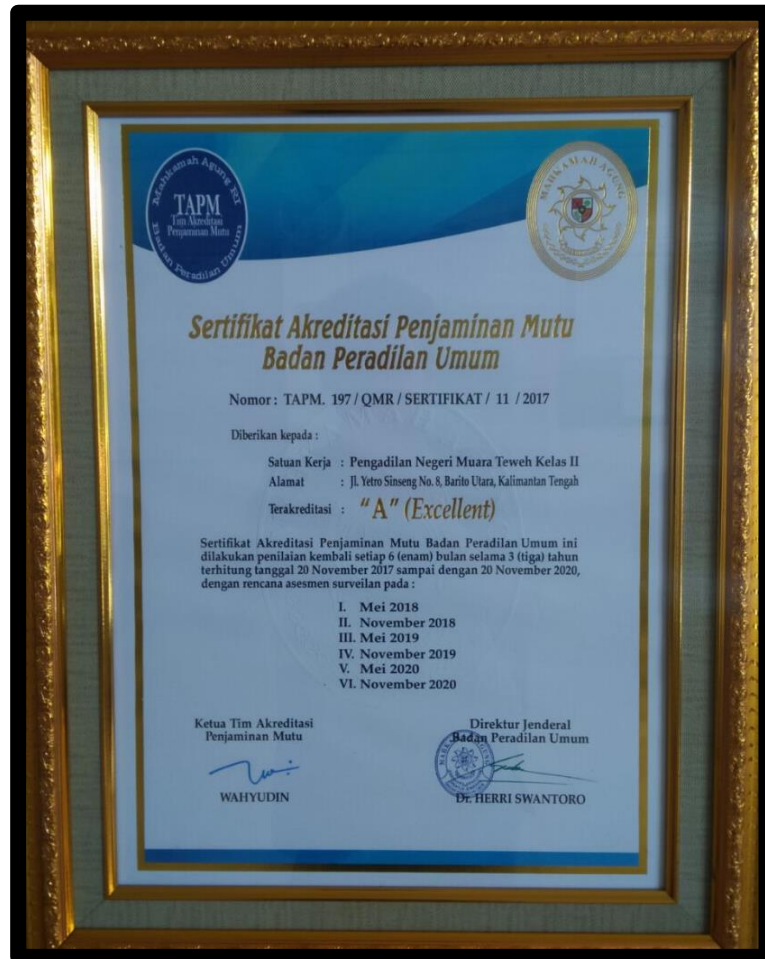 Mahkamah Agung RI
TAPM
Tim Akreditasi
Penjaminan Mutu
Badan Peradilan Umum
MAHKAMAH AGUNG
Sertifikat Akreditasi Penjaminan Mutu
Badan Peradilan Umum
Nomor : TAPM. 197 / QMR / SERTIFIKAT / 11 / 2017
Diberikan kepada :
Satuan Kerja : Pengadilan Negeri Muara Teweh Kelas II
Alamat : Jl. Yetro Sinseng No. 8, Barito Utara, Kalimantan Tengah
Terakreditasi : "A" (Excellent)
Sertifikat Akreditasi Penjaminan Mutu Badan Peradilan Umum ini
dilakukan penilaian kembali setiap 6 (enam) bulan selama 3 (tiga) tahun
terhitung tanggal 20 November 2017 sampai dengan 20 November 2020,
dengan rencana asesmen surveilan pada :
I. Mei 2018
II. November 2018
III. Mei 2019
IV. November 2019
V. Mei 2020
VI. November 2020
Ketua Tim Akreditasi
Penjaminan Mutu
WAHYUDIN
Direktur Jenderal
Badan Peradilan Umum
Dr. HERRI SWANTORO